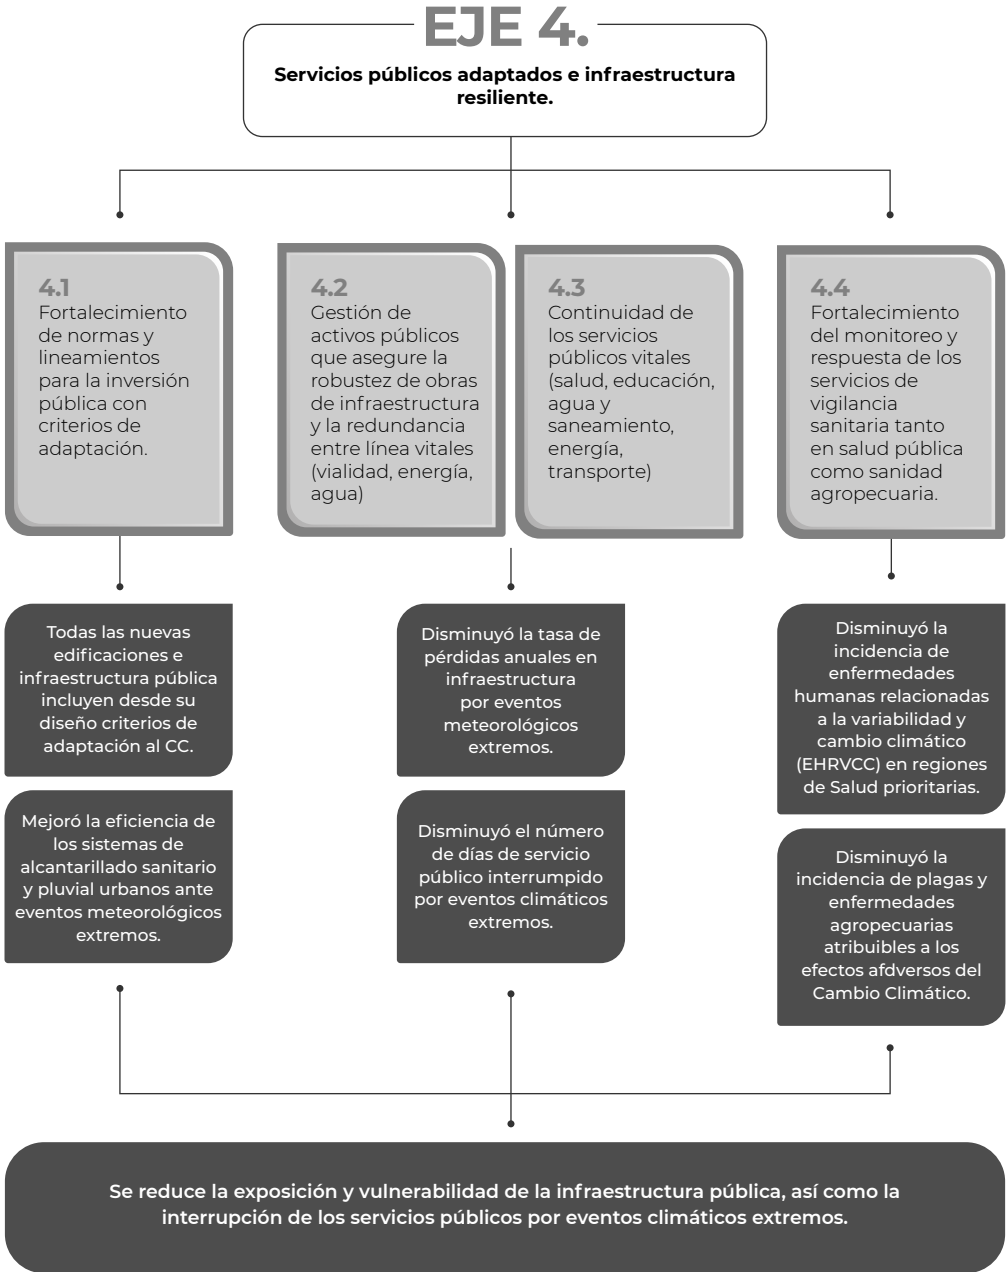 EJE 4.
Servicios públicos adaptados e infraestructura
resiliente.
4.1
Fortalecimiento
de normas y
lineamientos
para la inversión
pública con
criterios de
adaptación.
4.2
Gestión de
activos públicos
que asegure la
robustez de obras
de infraestructura
y la redundancia
entre línea vitales
(vialidad, energía,
agua)
4.3
Continuidad de
los servicios
públicos vitales
(salud, educación,
agua y
saneamiento,
energía,
transporte)
4.4
Fortalecimiento
del monitoreo y
respuesta de los
servicios de
vigilancia
sanitaria tanto
en salud pública
como sanidad
agropecuaria.
Todas las nuevas
edificaciones e
infraestructura pública
incluyen desde su
diseño criterios de
adaptación al CC.
Mejoró la eficiencia de
los sistemas de
alcantarillado sanitario
y pluvial urbanos ante
eventos meteorológicos
extremos.
Disminuyó la tasa de
pérdidas anuales en
infraestructura
por eventos
meteorológicos
extremos.
Disminuyó el número
de días de servicio
público interrumpido
por eventos climáticos
extremos.
Disminuyó la
incidencia de
enfermedades
humanas relacionadas
a la variabilidad y
cambio climático
(EHRVCC) en regiones
de Salud prioritarias.
Disminuyó la
incidencia de plagas y
enfermedades
agropecuarias
atribuibles a los
efectos afdversos del
Cambio Climático.
Se reduce la exposición y vulnerabilidad de la infraestructura pública, así como la
interrupción de los servicios públicos por eventos climáticos extremos.